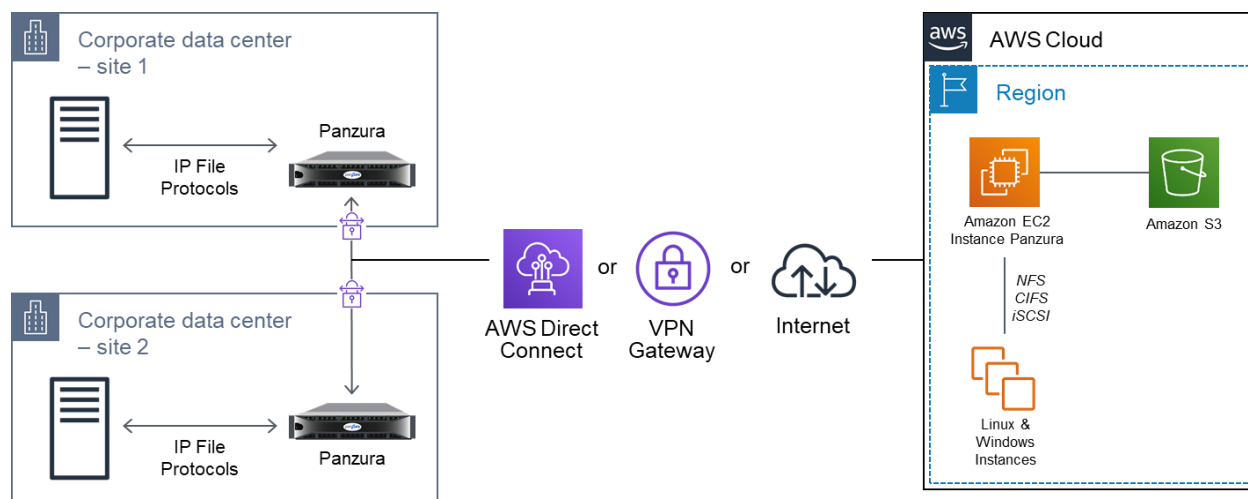 Corporate data center
– site 1
Panzura
IP File
Protocols
Corporate data center
– site 2
IP File
Protocols
Panzura
AWS Direct
Connect
or
VPN
Gateway
or
Internet
aws
AWS Cloud
Region
Amazon EC2
Instance Panzura
Amazon S3
NFS
CIFS
iSCSI
Linux &
Windows
Instances